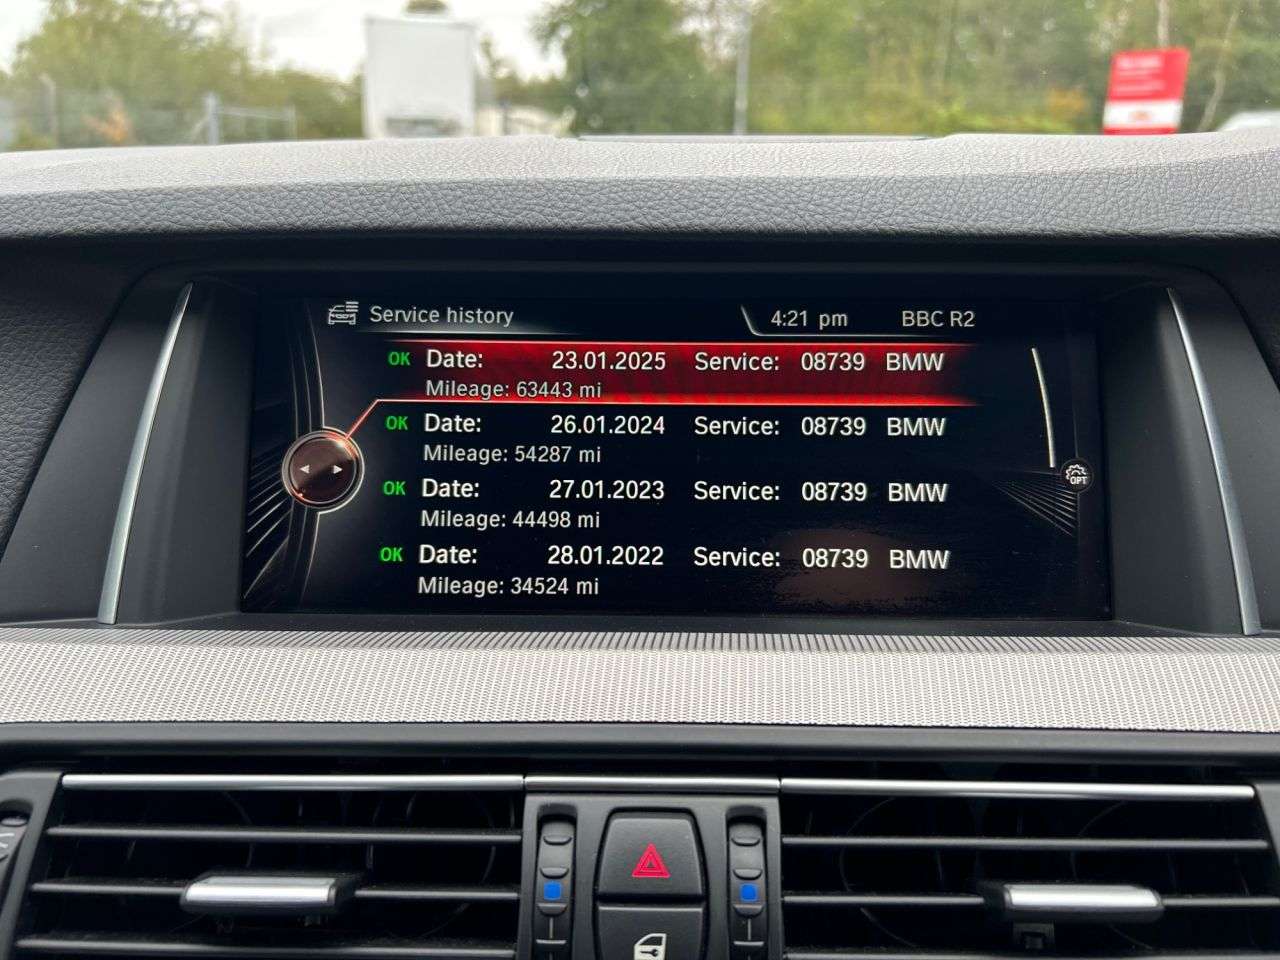 Service history 4:21 pm BBC R2
OK Date: 23.01.2025 Service: 08739 BMW
Mileage: 63443 mi
OK Date: 26.01.2024 Service: 08739 BMW
Mileage: 54287 mi
OK Date: 27.01.2023 Service: 08739 BMW
Mileage: 44498 mi
OK Date: 28.01.2022 Service: 08739 BMW
Mileage: 34524 mi
OPT